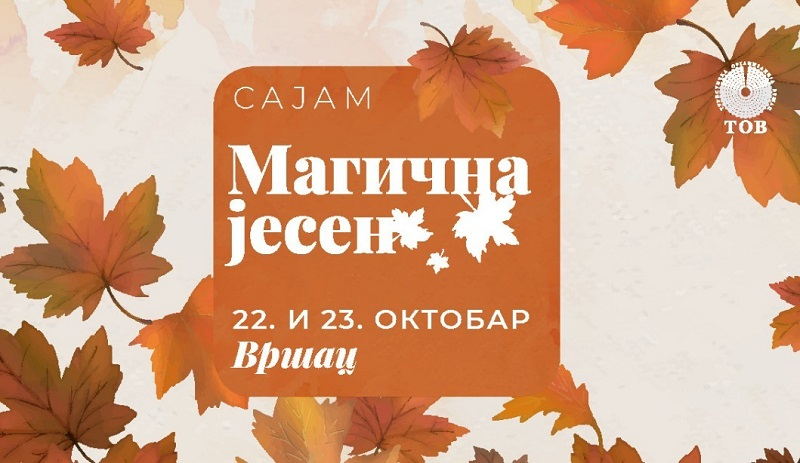 САЈАМ
Магична
јесен
22. И 23. ОКТОБАР
Вршац
ТОВ